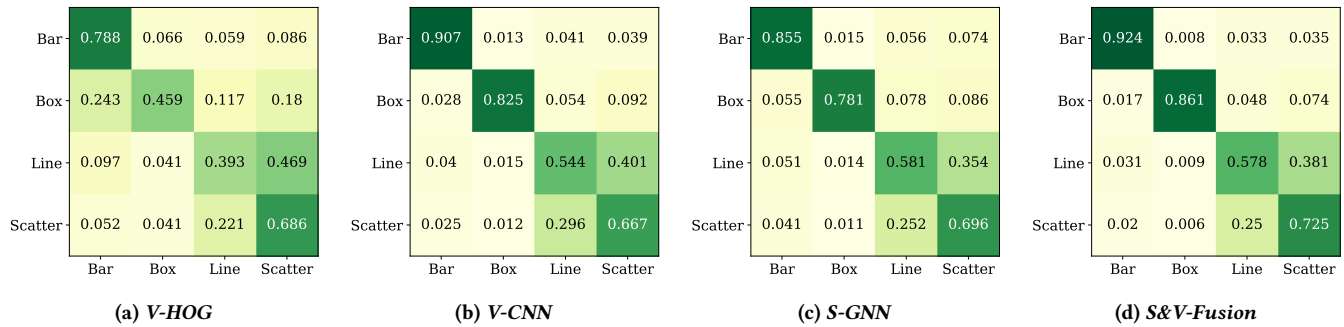 Bar 0.788 0.066 0.059 0.086
Box 0.243 0.459 0.117 0.18
Line 0.097 0.041 0.393 0.469
Scatter 0.052 0.041 0.221 0.686
Bar Box Line Scatter
(a) V-HOG
Bar 0.907 0.013 0.041 0.039
Box 0.028 0.825 0.054 0.092
Line 0.04 0.015 0.544 0.401
Scatter 0.025 0.012 0.296 0.667
Bar Box Line Scatter
(b) V-CNN
Bar 0.855 0.015 0.056 0.074
Box 0.055 0.781 0.078 0.086
Line 0.051 0.014 0.581 0.354
Scatter 0.041 0.011 0.252 0.696
Bar Box Line Scatter
(c) S-GNN
Bar 0.924 0.008 0.033 0.035
Box 0.017 0.861 0.048 0.074
Line 0.031 0.009 0.578 0.381
Scatter 0.02 0.006 0.25 0.725
Bar Box Line Scatter
(d) S&V-Fusion